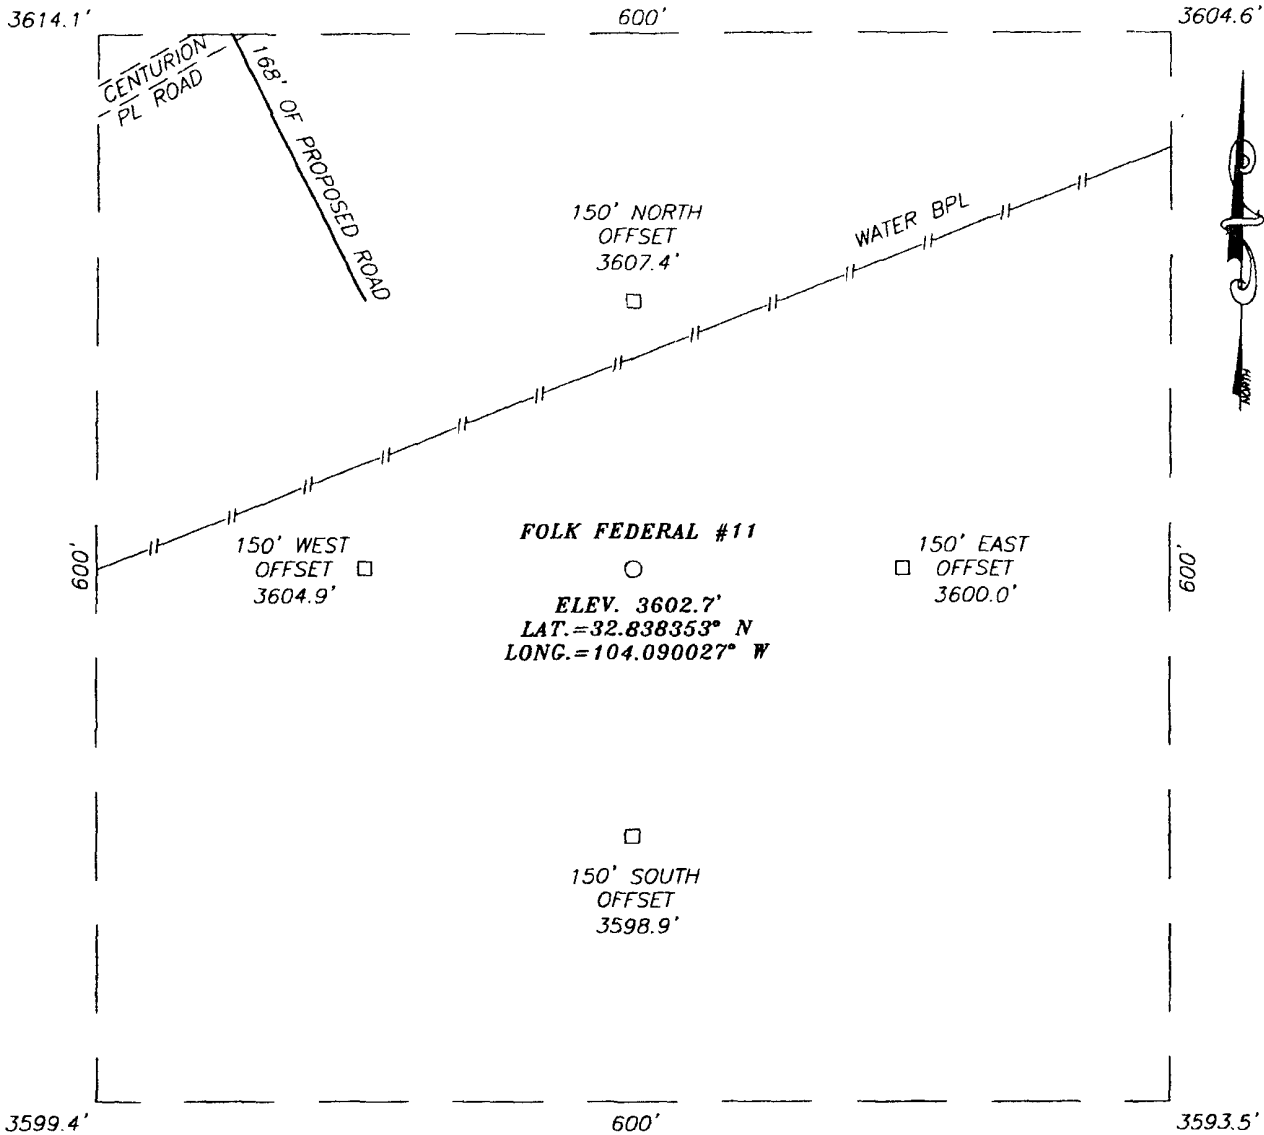 3614.1'
600'
3604.6'
CENTURION
PL ROAD
168' OF PROPOSED ROAD
150' NORTH
OFFSET
3607.4'
WATER BPL
NORTH
600'
150' WEST
OFFSET
3604.9'
FOLK FEDERAL #11
ELEV. 3602.7'
LAT.=32.838353° N
LONG.=104.090027° W
150' EAST
OFFSET
3600.0'
600'
150' SOUTH
OFFSET
3598.9'
3599.4'
600'
3593.5'